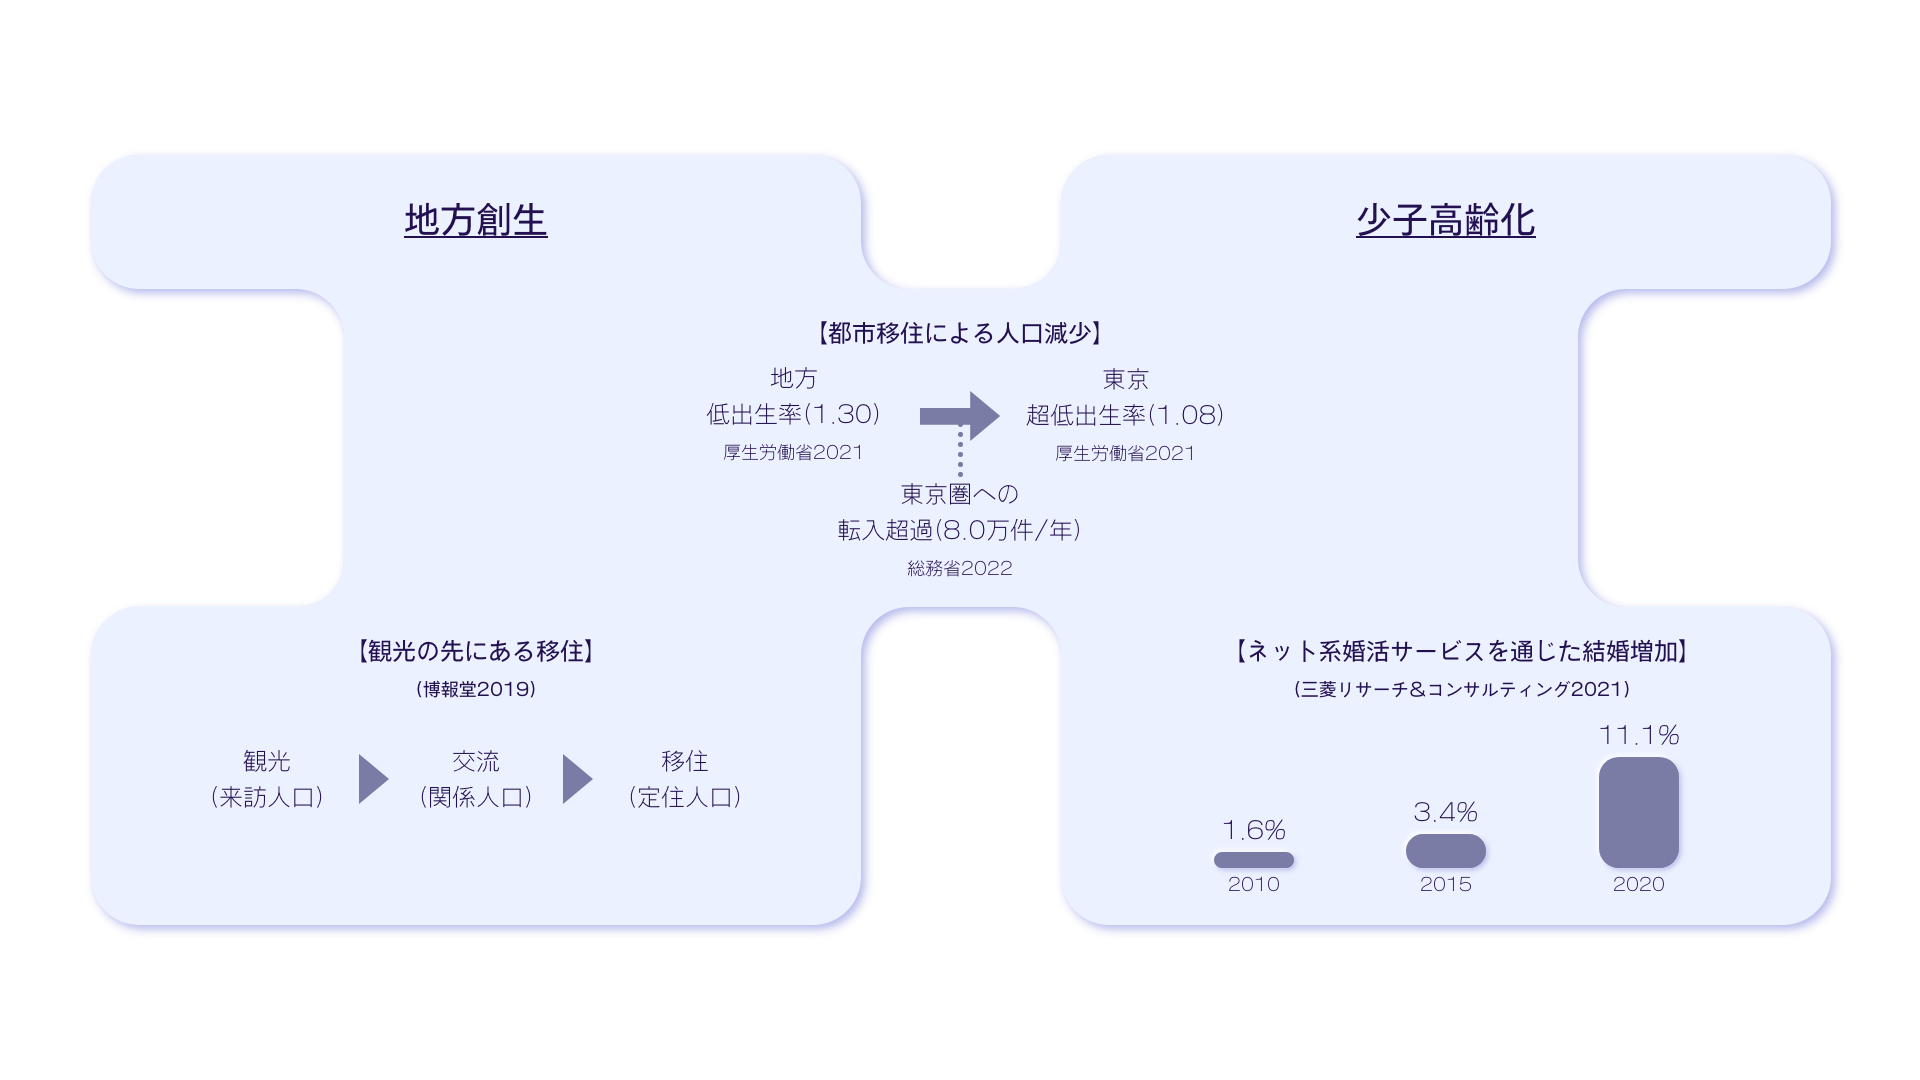 地方創生
少子高齢化
【都市移住による人口減少】
地方
低出生率(1.30)
厚生労働省2021
東京
超低出生率(1.08)
厚生労働省2021
東京圏への
転入超過(8.0万件/年)
総務省2022
【観光の先にある移住】
(博報堂2019)
観光
(来訪人口)
交流
(関係人口)
移住
(定住人口)
【ネット系婚活サービスを通じた結婚増加】
(三菱リサーチ&コンサルティング2021)
1.6%
2010
3.4%
2015
11.1%
2020